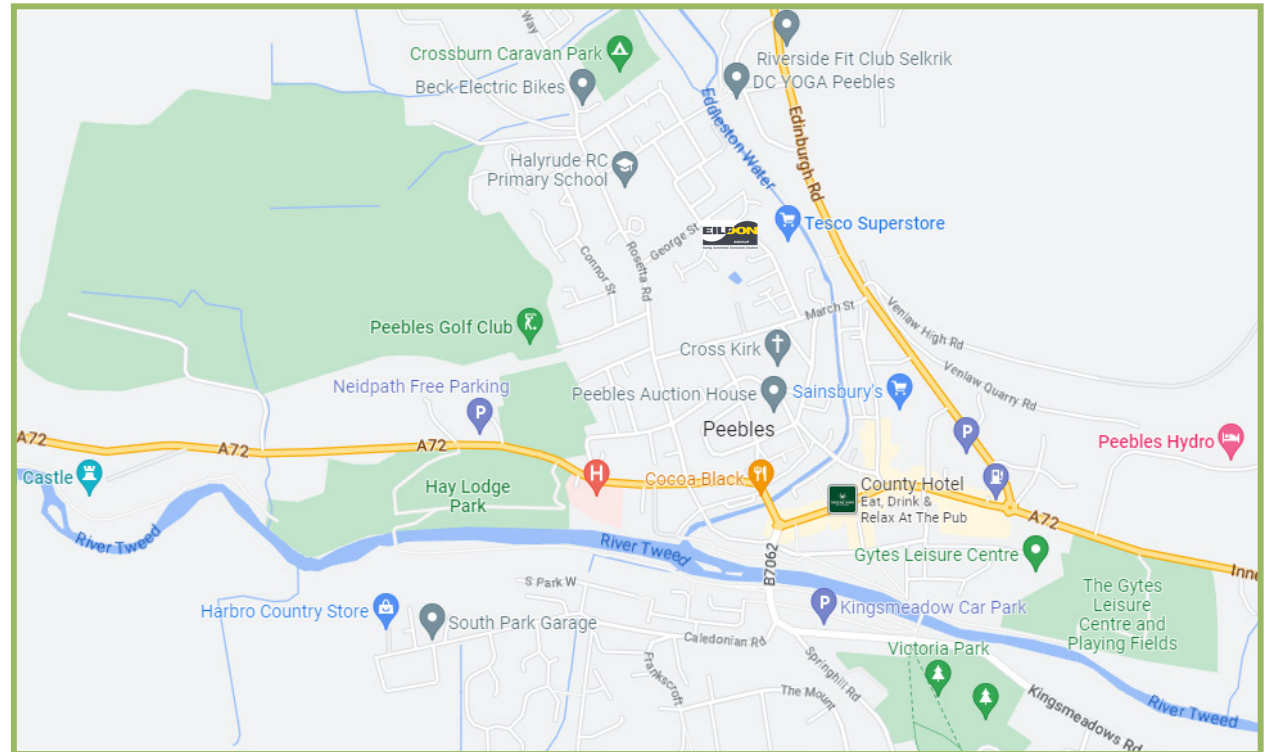 Way
Crossburn Caravan Park
Beck Electric Bikes
Riverside Fit Club Selkrik
DC YOGA Peebles
Eddleston Water
Edinburgh Rd
Halyrude RC
Primary School
EILDON
GROUP
Tesco Superstore
George St
Rosetta Rd
Connor St
March St
Venlaw High Rd
Peebles Golf Club
Cross Kirk
Venlaw Quarry Rd
Neidpath Free Parking
P
Peebles Auction House
Sainsbury's
Peebles
P
Peebles Hydro
A72
A72
A72
Castle
H
Cocoa Black
County Hotel
Eat, Drink &
Relax At The Pub
Hay Lodge
Park
A72
River Tweed
River Tweed
Gytes Leisure Centre
Inne
B7062
S Park W
The Gytes
Leisure
Centre and
Playing Fields
Harbro Country Store
South Park Garage
P
Kingsmeadow Car Park
Caledonian Rd
Victoria Park
Frankscroft
Springhill Rd
The Mount
Kingsmeadows Rd
River Tweed